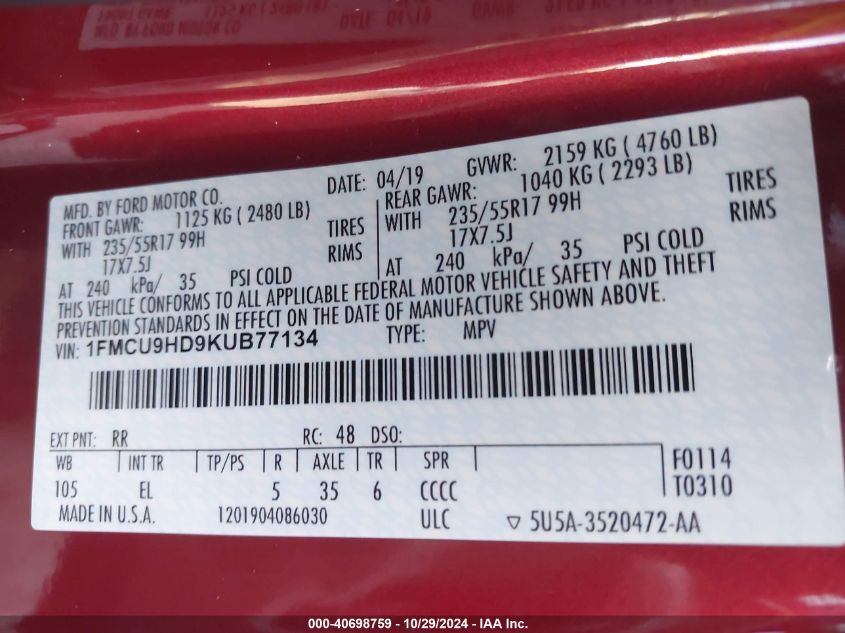 MFD. BY FORD MOTOR CO.
DATE: 04/19 GVWR: 2159 KG ( 4760 LB)
FRONT GAWR: 1125 KG ( 2480 LB)
WITH 235/55R17 99H TIRES
17X7.5J RIMS
AT 240 kPa/ 35 PSI COLD
REAR GAWR: 1040 KG ( 2293 LB)
WITH 235/55R17 99H TIRES
17X7.5J RIMS
AT 240 kPa/ 35 PSI COLD
THIS VEHICLE CONFORMS TO ALL APPLICABLE FEDERAL MOTOR VEHICLE SAFETY AND THEFT
PREVENTION STANDARDS IN EFFECT ON THE DATE OF MANUFACTURE SHOWN ABOVE.
VIN: 1FMCU9HD9KUB77134 TYPE: MPV
EXT PNT: RR RC: 48 DSO:
WB INT TR TP/PS R AXLE TR SPR F0114
105 EL 5 35 6 CCCC T0310
MADE IN U.S.A. 1201904086030 ULC ▽ 5U5A-3520472-AA
000-40698759 - 10/29/2024 - IAA Inc.